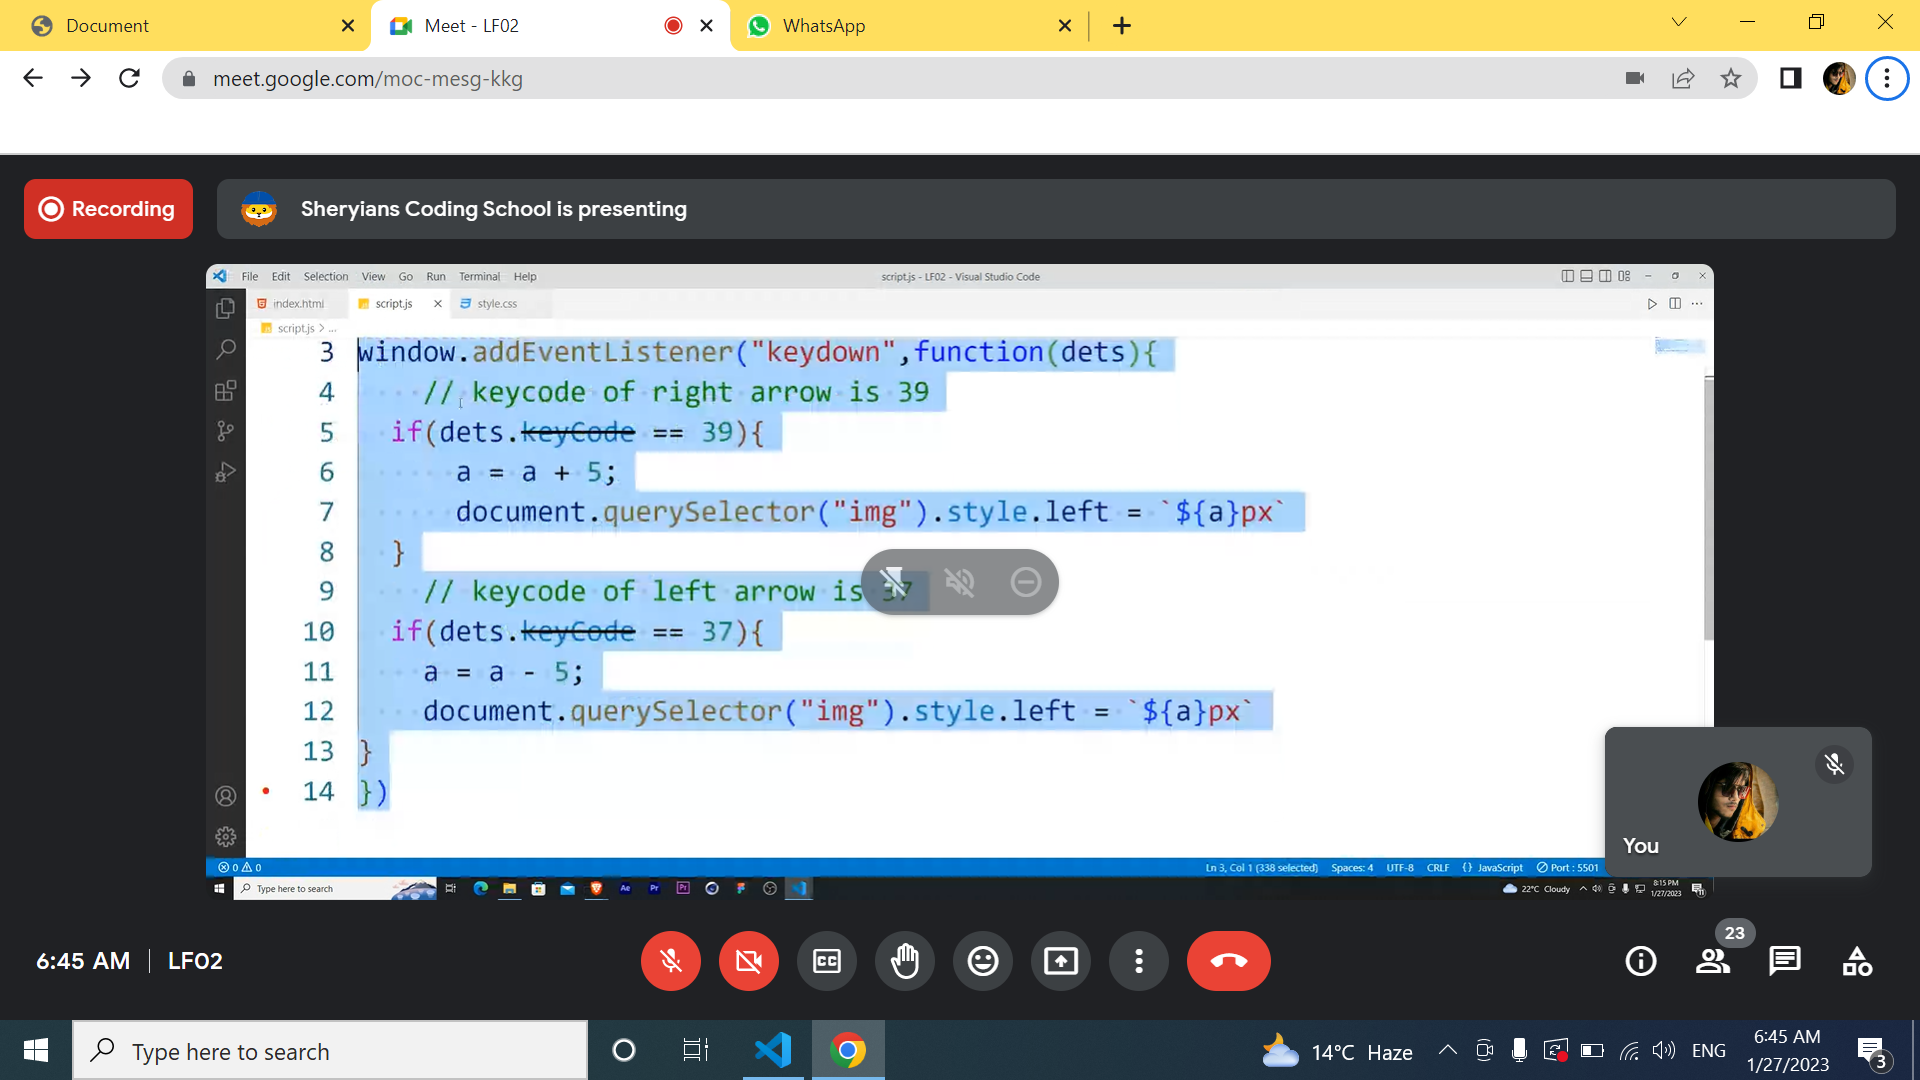 Document
Meet - LF02
WhatsApp
meet.google.com/moc-mesg-kkg
Recording
Sheryians Coding School is presenting
File Edit Selection View Go Run Terminal Help
script.js - LF02 - Visual Studio Code
index.html
script.js
style.css
script.js > ...
3 window.addEventListener("keydown",function(dets){
4 // keycode of right arrow is 39
5 if(dets.keyCode == 39){
6 a = a + 5;
7 document.querySelector("img").style.left = `${a}px`
8 }
9 // keycode of left arrow is 37
10 if(dets.keyCode == 37){
11 a = a - 5;
12 document.querySelector("img").style.left = `${a}px`
13 }
14 })
You
0 0
Ln 3, Col 1 (338 selected) Spaces: 4 UTF-8 CRLF {} JavaScript Port : 5501
Type here to search
Ae Pr Pr
22°C Cloudy
8:15 PM
1/27/2023
6:45 AM | LF02
CC
23
Type here to search
14°C Haze
ENG
6:45 AM
1/27/2023
3